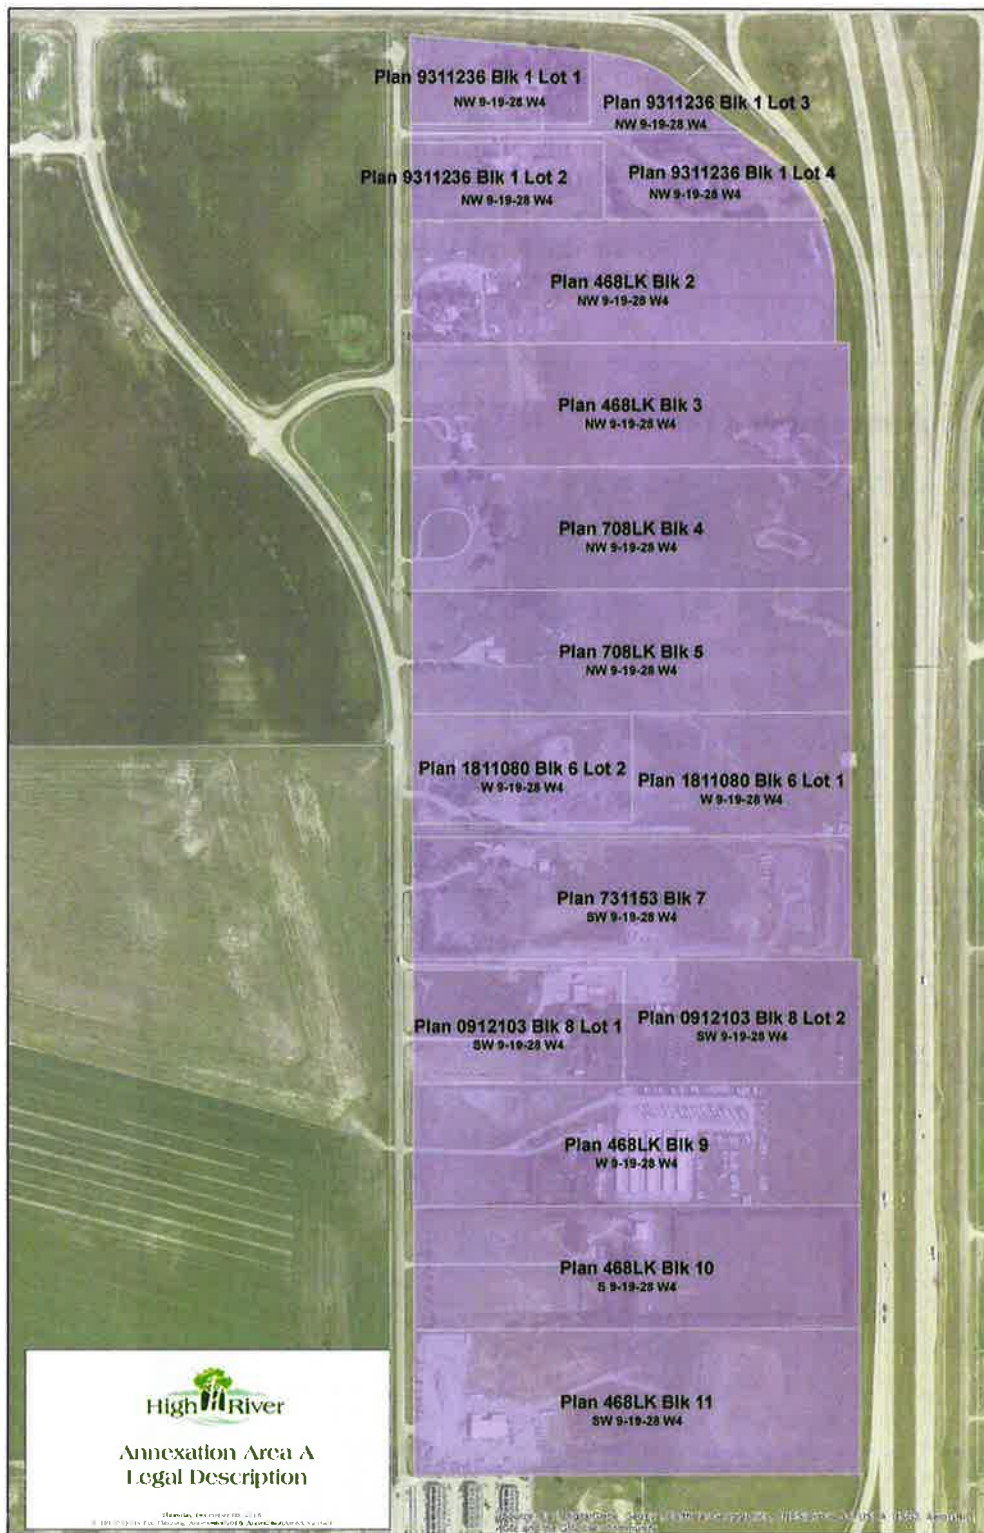 Plan 9311236 Blk 1 Lot 1
NW 9-19-28 W4
Plan 9311236 Blk 1 Lot 3
NW 9-19-28 W4
Plan 9311236 Blk 1 Lot 2
NW 9-19-28 W4
Plan 9311236 Blk 1 Lot 4
NW 9-19-28 W4
Plan 468LK Blk 2
NW 9-19-28 W4
Plan 468LK Blk 3
NW 9-19-28 W4
Plan 708LK Blk 4
NW 9-19-28 W4
Plan 708LK Blk 5
NW 9-19-28 W4
Plan 1811080 Blk 6 Lot 2
W 9-19-28 W4
Plan 1811080 Blk 6 Lot 1
W 9-19-28 W4
Plan 731153 Blk 7
SW 9-19-28 W4
Plan 0912103 Blk 8 Lot 1
SW 9-19-28 W4
Plan 0912103 Blk 8 Lot 2
SW 9-19-28 W4
Plan 468LK Blk 9
W 9-19-28 W4
Plan 468LK Blk 10
S 9-19-28 W4
Plan 468LK Blk 11
SW 9-19-28 W4
High River
Annexation Area A
Legal Description